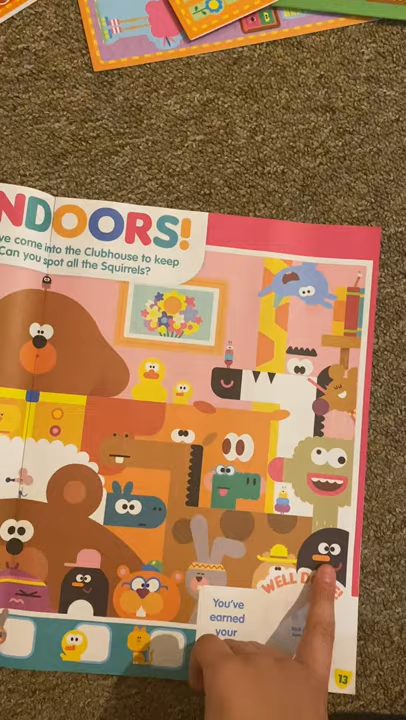 NDOORS!
ve come into the Clubhouse to keep
Can you spot all the Squirrels?
WELL
You've
earned
your
13